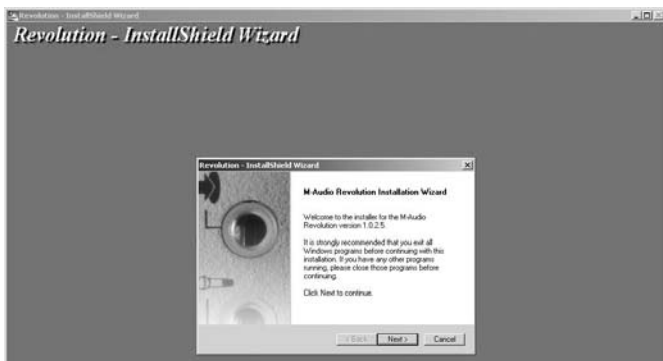 Revolution - InstallShield Wizard
Revolution - InstallShield Wizard
Revolution - InstallShield Wizard
M-Audio Revolution Installation Wizard
Welcome to the installer for the M-Audio
Revolution version 1.0.2.5.
It is strongly recommended that you exit all
Windows programs before continuing with this
installation. If you have any other programs
running, please close those programs before
continuing.
Click Next to continue.
< Back Next > Cancel